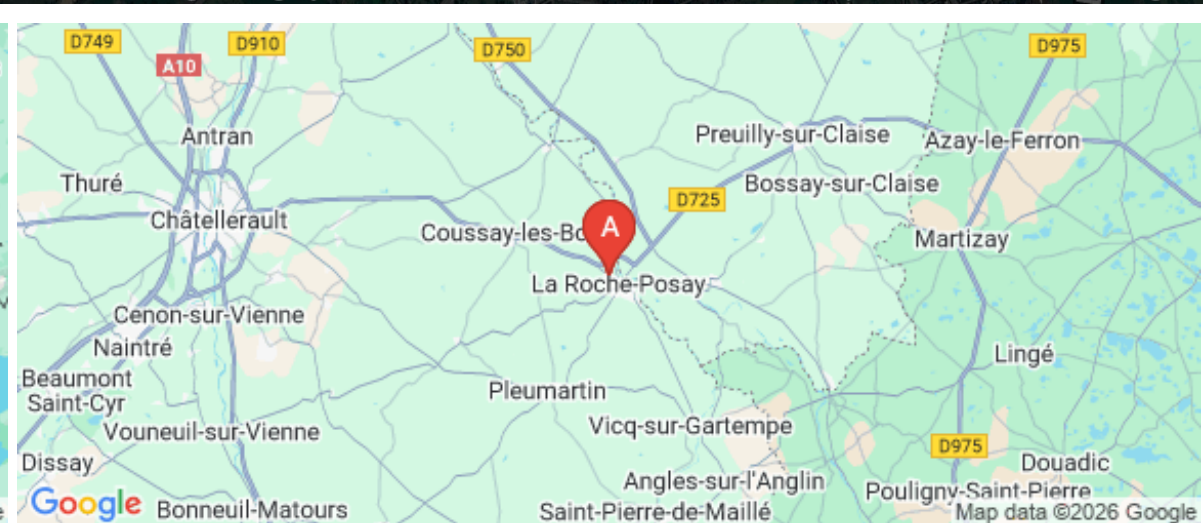 D749
D910
D750
D975
A10
Antran
Preuilly-sur-Claise
Azay-le-Ferron
Thuré
Bossay-sur-Claise
D725
Châtellerault
A
Coussay-les-Bo
Martizay
La Roche-Posay
Cenon-sur-Vienne
Naintré
Lingé
Beaumont
Saint-Cyr
Pleumartin
Vouneuil-sur-Vienne
Vicq-sur-Gartempe
D975
Dissay
Douadic
Angles-sur-l'Anglin
Pouligny-Saint-Pierre
Google
Bonneuil-Matours
Saint-Pierre-de-Maillé
Map data ©2026 Google